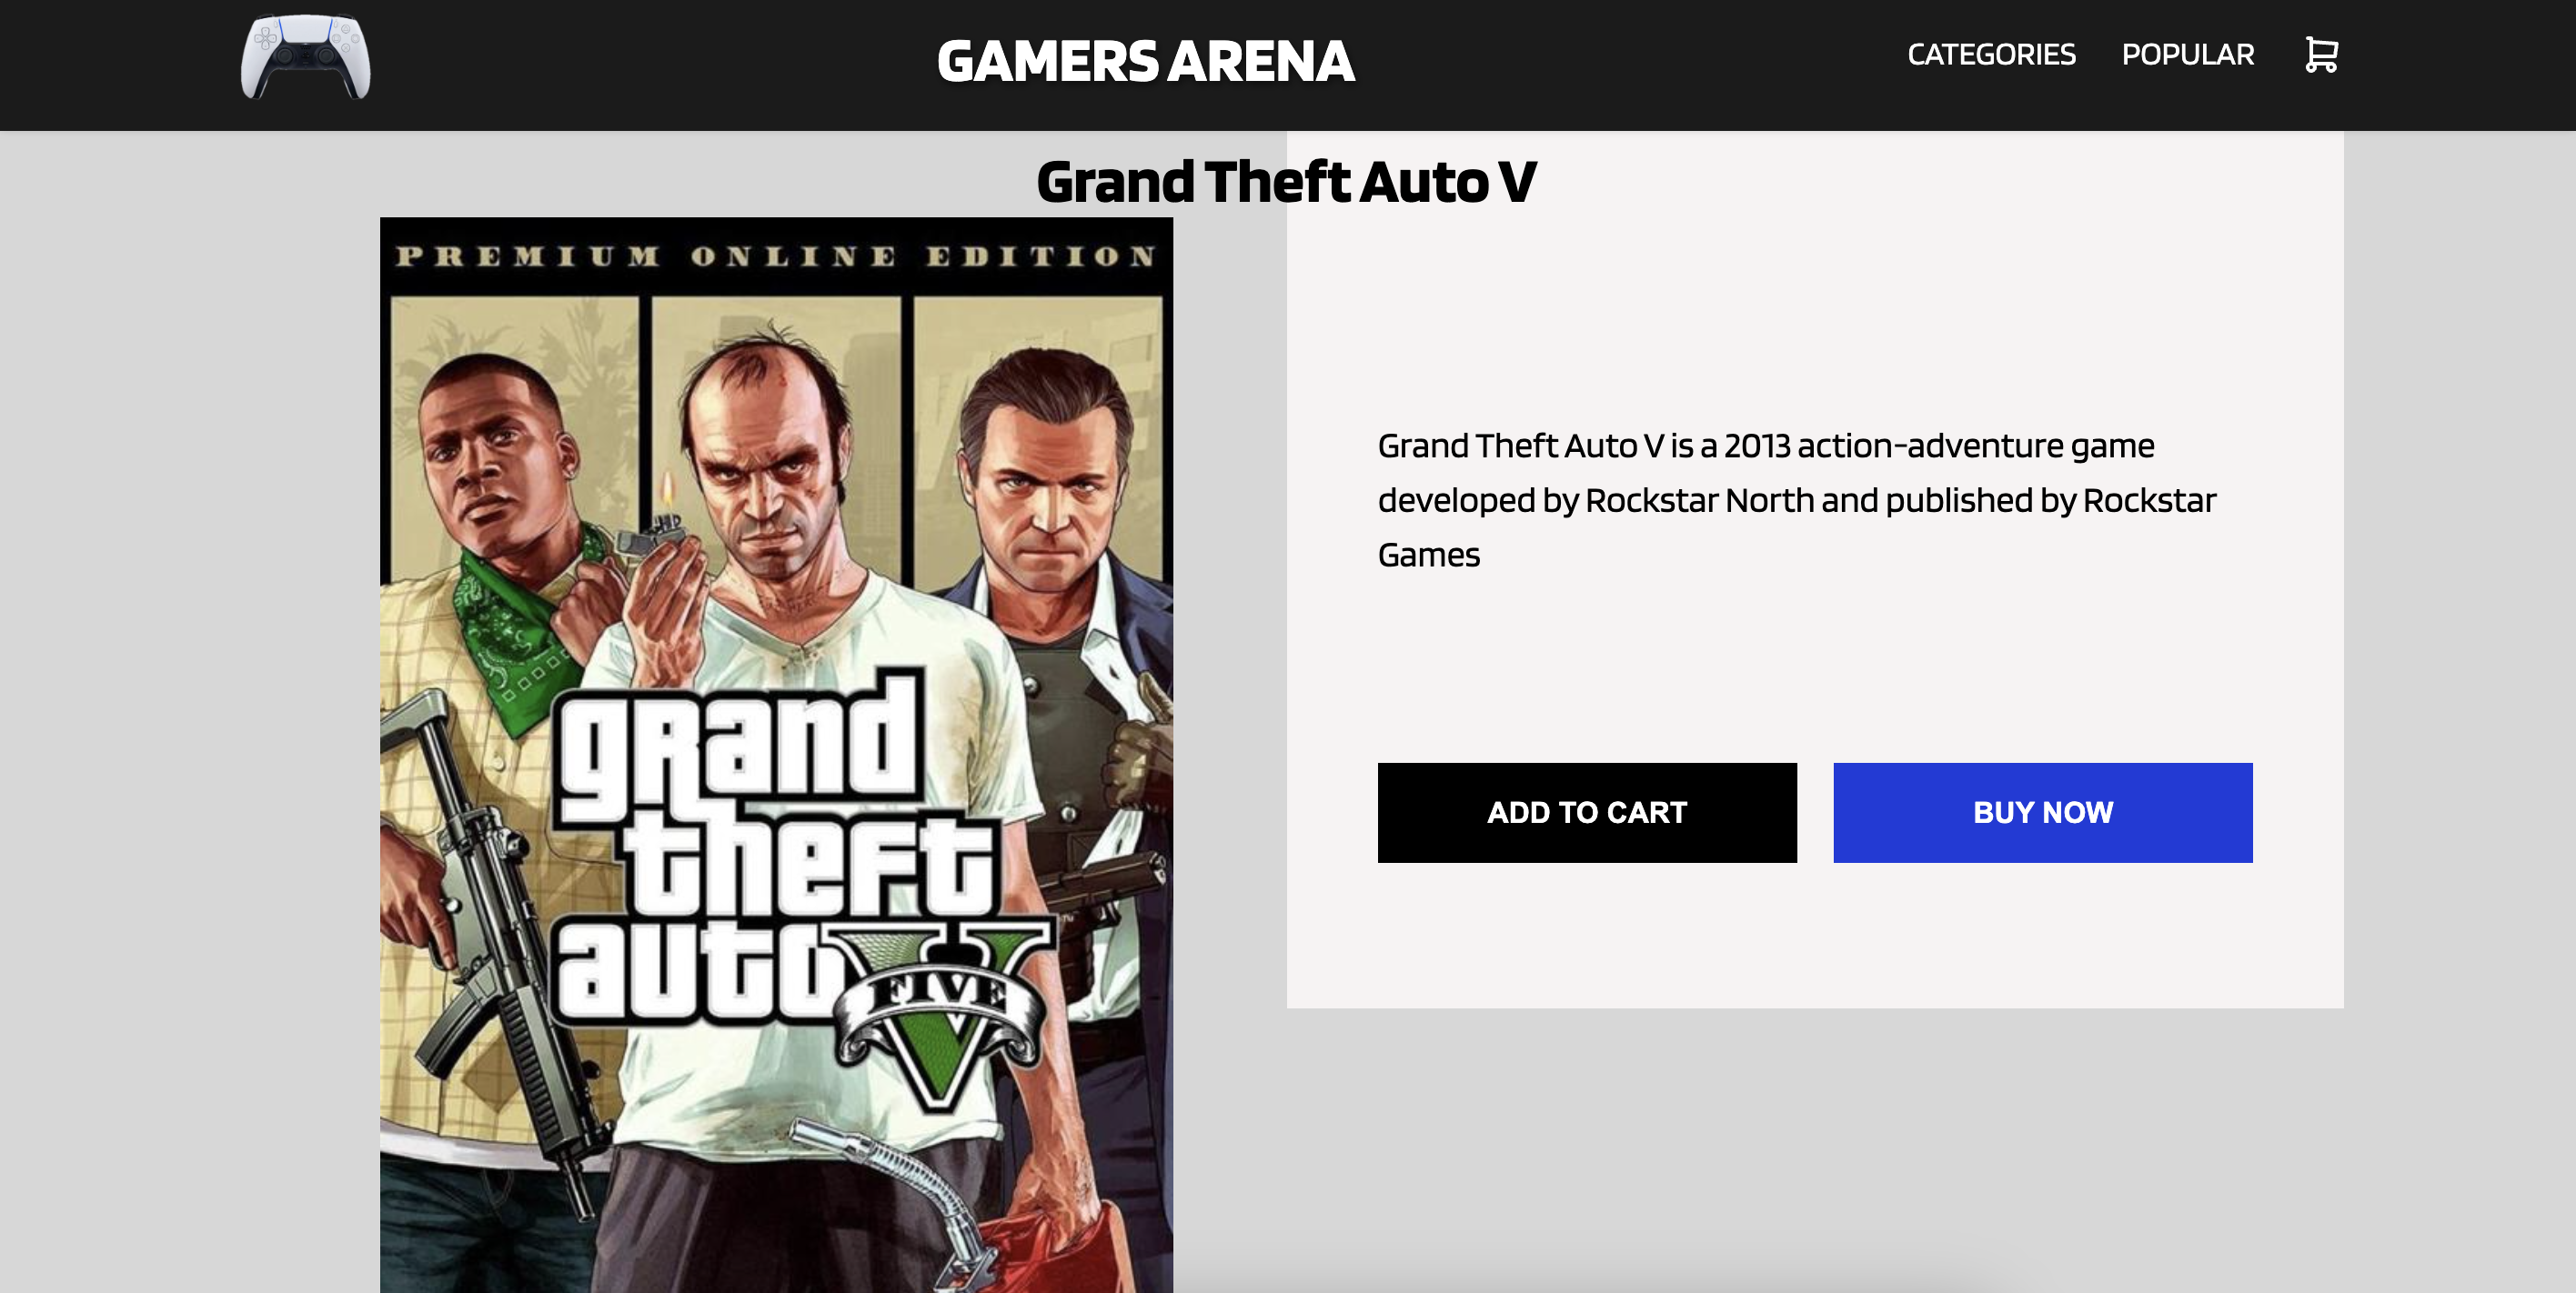 GAMERS ARENA
CATEGORIES
POPULAR
Grand Theft Auto V
PREMIUM ONLINE EDITION
grand
theft
auto V
FIVE
Grand Theft Auto V is a 2013 action-adventure game
developed by Rockstar North and published by Rockstar
Games
ADD TO CART
BUY NOW